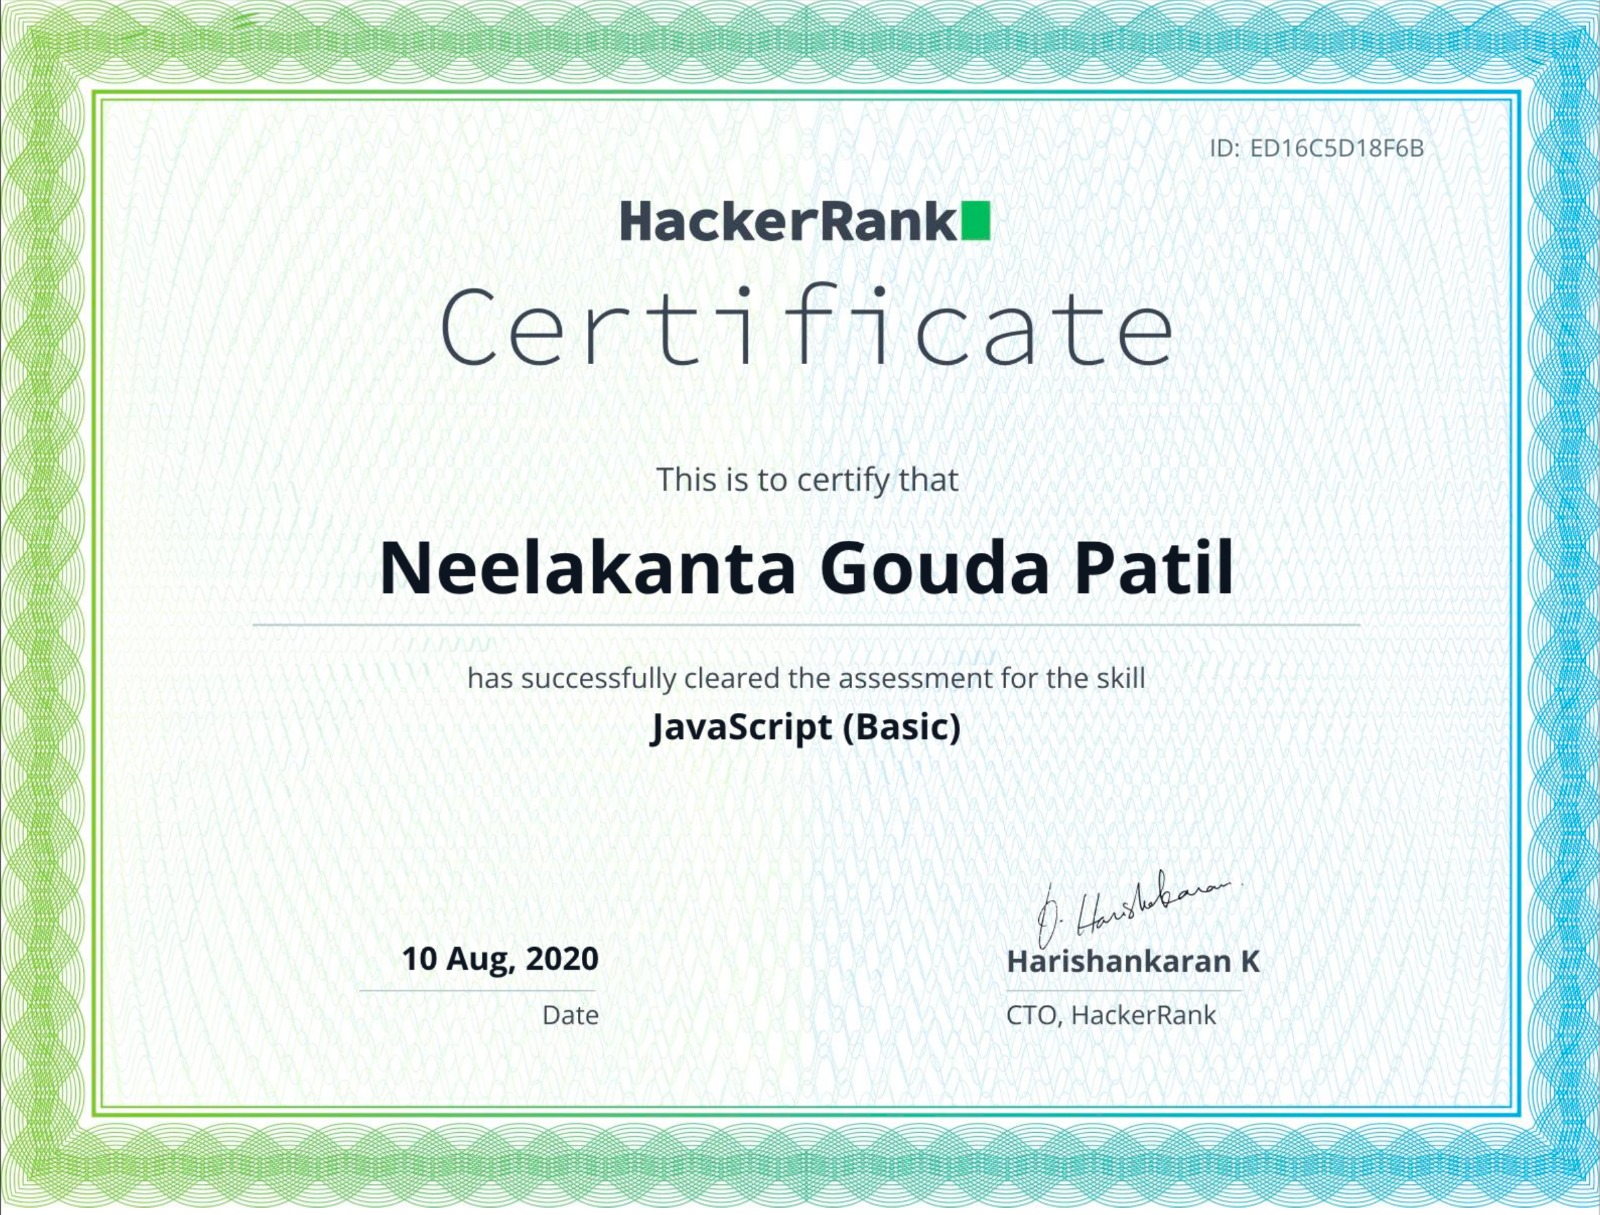 ID: ED16C5D18F6B
HackerRank
Certificate
This is to certify that
Neelakanta Gouda Patil
has successfully cleared the assessment for the skill
JavaScript (Basic)
10 Aug, 2020
Date
Harishankaran K
CTO, HackerRank